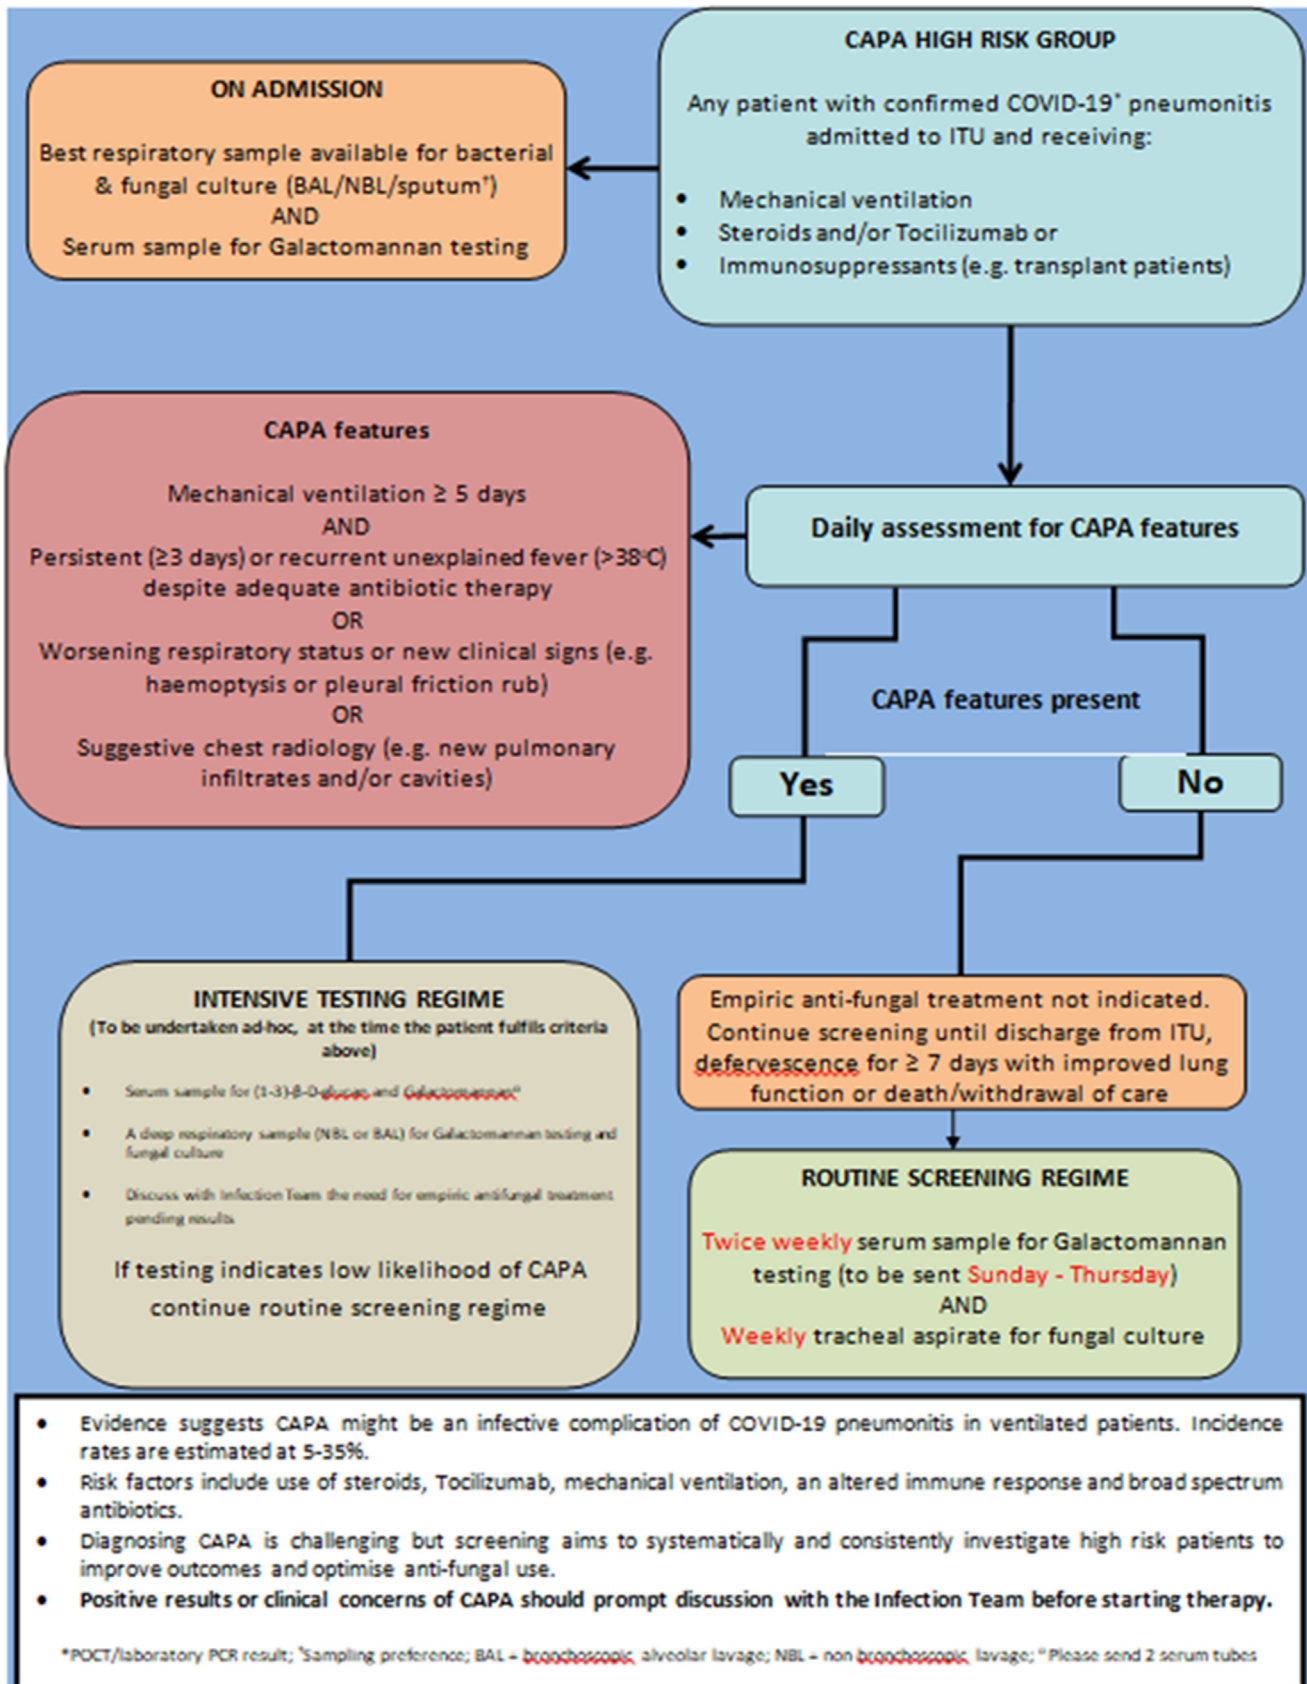 CAPA HIGH RISK GROUP
Any patient with confirmed COVID-19* pneumonitis
admitted to ITU and receiving:
• Mechanical ventilation
• Steroids and/or Tocilizumab or
• Immunosuppressants (e.g. transplant patients)
ON ADMISSION
Best respiratory sample available for bacterial
& fungal culture (BAL/NBL/sputum†)
AND
Serum sample for Galactomannan testing
CAPA features
Mechanical ventilation ≥ 5 days
AND
Persistent (≥3 days) or recurrent unexplained fever (>38°C)
despite adequate antibiotic therapy
OR
Worsening respiratory status or new clinical signs (e.g.
haemoptysis or pleural friction rub)
OR
Suggestive chest radiology (e.g. new pulmonary
infiltrates and/or cavities)
Daily assessment for CAPA features
CAPA features present
Yes
No
INTENSIVE TESTING REGIME
(To be undertaken ad-hoc, at the time the patient fulfils criteria
above)
• Serum sample for (1-3)-β-D-glucan and Galactomannan
• A deep respiratory sample (NBL or BAL) for Galactomannan testing and
fungal culture
• Discuss with Infection Team the need for empiric antifungal treatment
pending results
If testing indicates low likelihood of CAPA
continue routine screening regime
Empiric anti-fungal treatment not indicated.
Continue screening until discharge from ITU,
defervescence for ≥ 7 days with improved lung
function or death/withdrawal of care
ROUTINE SCREENING REGIME
Twice weekly serum sample for Galactomannan
testing (to be sent Sunday - Thursday)
AND
Weekly tracheal aspirate for fungal culture
• Evidence suggests CAPA might be an infective complication of COVID-19 pneumonitis in ventilated patients. Incidence
rates are estimated at 5-35%.
• Risk factors include use of steroids, Tocilizumab, mechanical ventilation, an altered immune response and broad spectrum
antibiotics.
• Diagnosing CAPA is challenging but screening aims to systematically and consistently investigate high risk patients to
improve outcomes and optimise anti-fungal use.
• Positive results or clinical concerns of CAPA should prompt discussion with the Infection Team before starting therapy.
*POCT/laboratory PCR result; †Sampling preference; BAL = bronchoscopic alveolar lavage; NBL = non bronchoscopic lavage; Please send 2 serum tubes